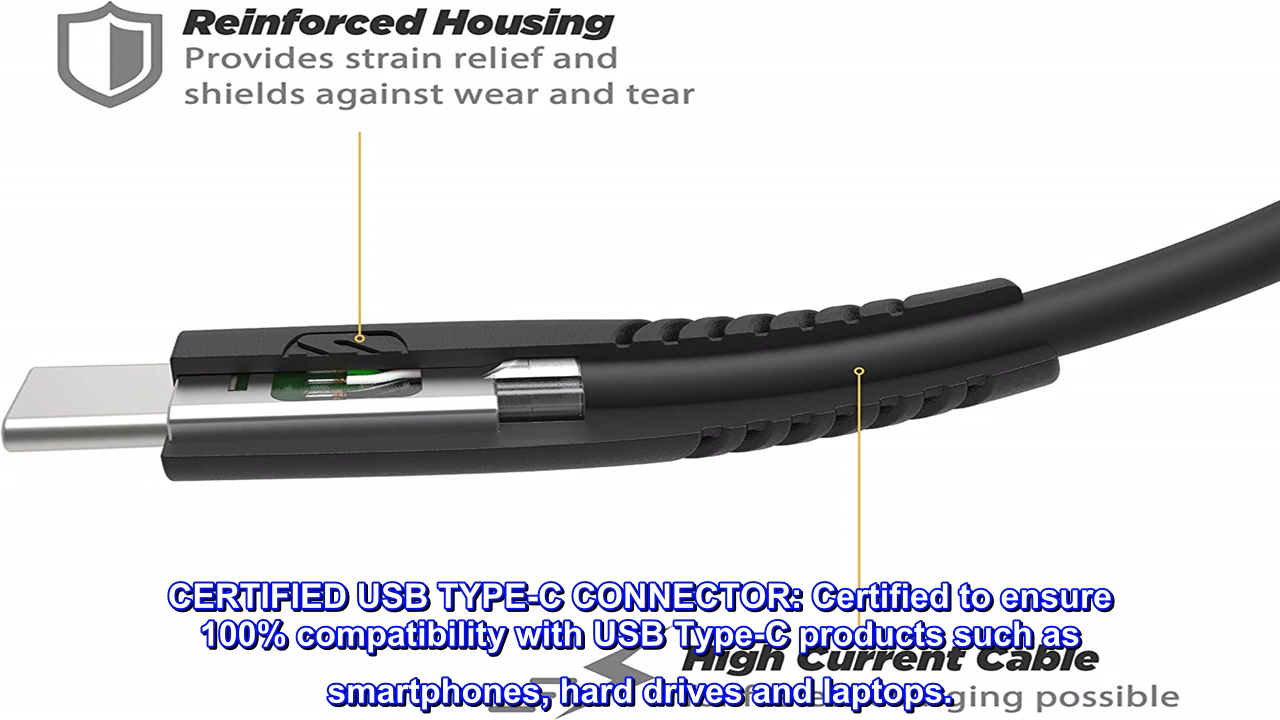 Reinforced Housing
Provides strain relief and
shields against wear and tear
CERTIFIED USB TYPE-C CONNECTOR: Certified to ensure
100% compatibility with USB Type-C products such as
smartphones, hard drives and laptops.
High Current Cable
possible